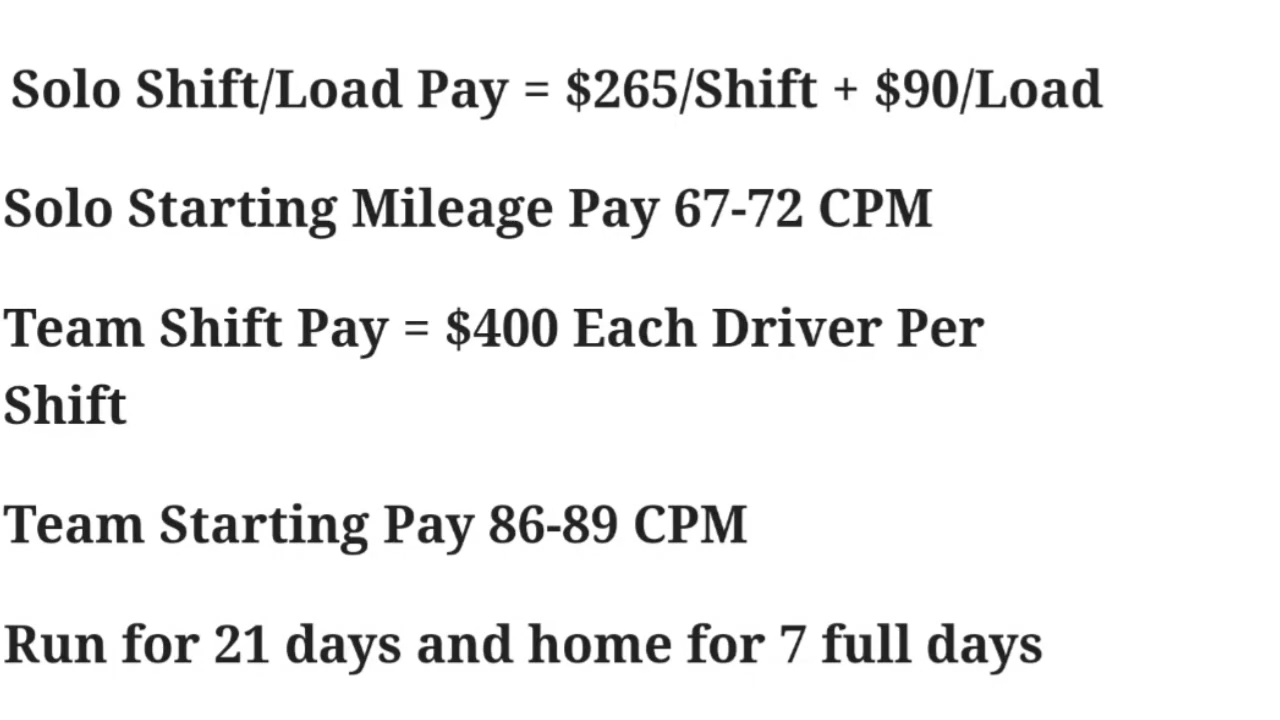 Solo Shift/Load Pay = $265/Shift + $90/Load
Solo Starting Mileage Pay 67-72 CPM
Team Shift Pay = $400 Each Driver Per
Shift
Team Starting Pay 86-89 CPM
Run for 21 days and home for 7 full days